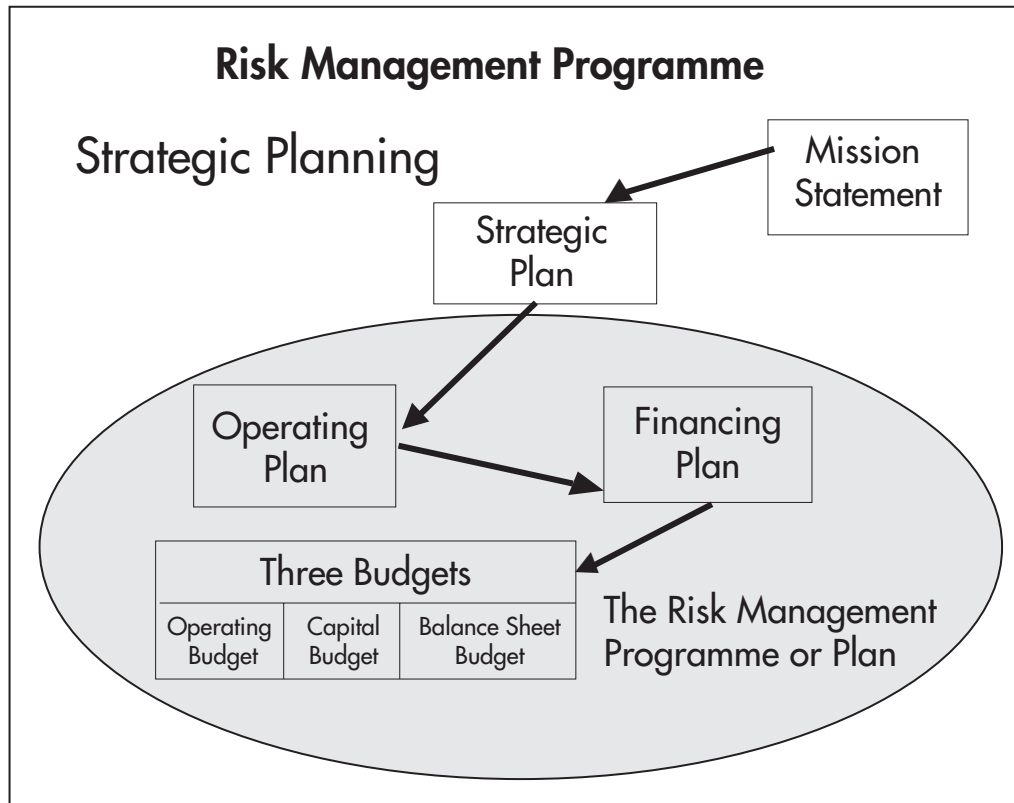 Risk Management Programme
Strategic Planning
Mission
Statement
Strategic
Plan
Operating
Plan
Financing
Plan
Three Budgets
Operating
Budget
Capital
Budget
Balance Sheet
Budget
The Risk Management
Programme or Plan